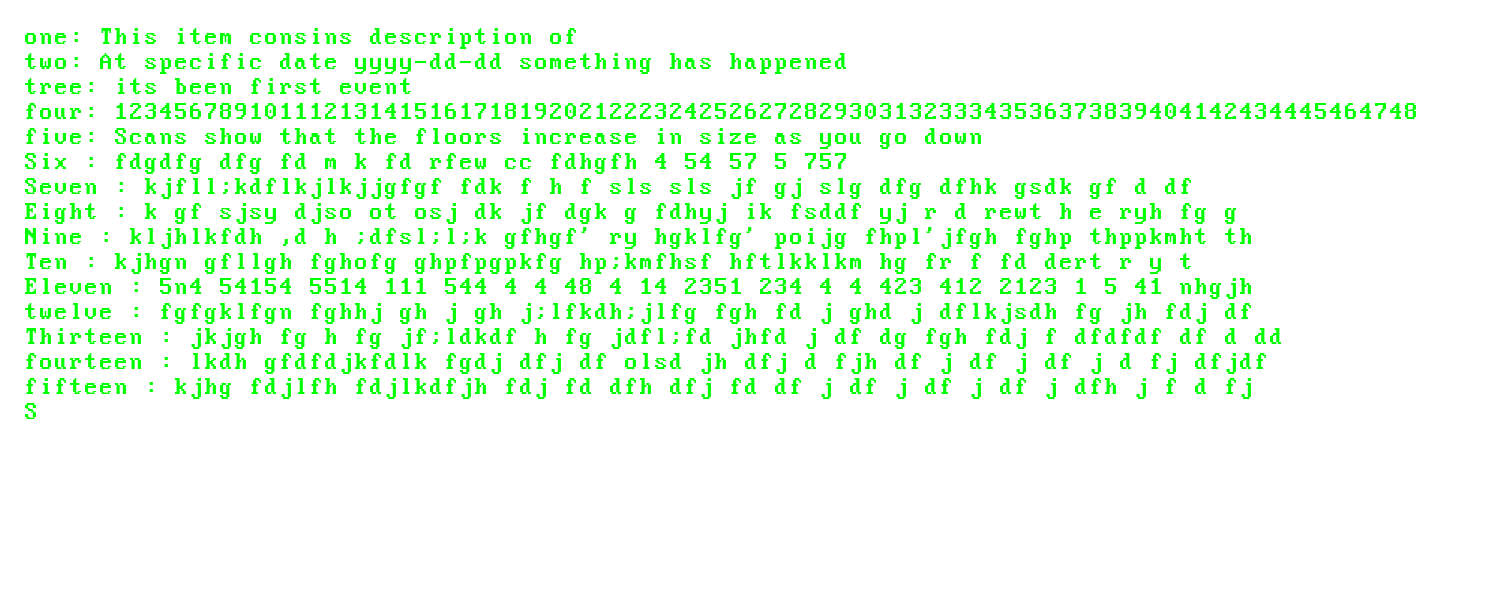 one: This item consins description of
two: At specific date yyyy-dd-dd something has happened
tree: its been first event
four: 123456789101112131415161718192021222324252627282930313233343536373839404142434445464748
five: Scans show that the floors increase in size as you go down
Six : fdgdfg dfg fd m k fd rfew cc fdhgfh 4 54 57 5 757
Seven : kjfll;kdflkjlkjjgfgf fdk f h f sls sls jf gj slg dfg dfhk gsdk gf d df
Eight : k gf sjsy djso ot osj dk jf dgk g fdhyj ik fsddf yj r d rewt h e ryh fg g
Nine : kljhlkfdh ,d h ;dfsl;l;k gfhgf' ry hgklfg' poijg fhpl'jfgh fghp thppkmht th
Ten : kjhgn gfllgh fghofg ghpfpgpkfg hp;kmfhsf hftlkklkm hg fr f fd dert r y t
Eleven : 5n4 54154 5514 111 544 4 4 48 4 14 2351 234 4 4 423 412 2123 1 5 41 nhgjh
twelve : fgfgklfgn fghhj gh j gh j;lfkdh;jlfg fgh fd j ghd j dflkjsdh fg jh fdj df
Thirteen : jkjgh fg h fg jf;ldkdf h fg jdfl;fd jhfd j df dg fgh fdj f dfdfdf df d dd
fourteen : lkdh gfdfdjkfdlk fgdj dfj df olsd jh dfj d fjh df j df j df j d fj dfjdf
fifteen : kjhg fdjlfh fdjlkdfjh fdj fd dfh dfj fd df j df j df j df j dfh j f d fj
S